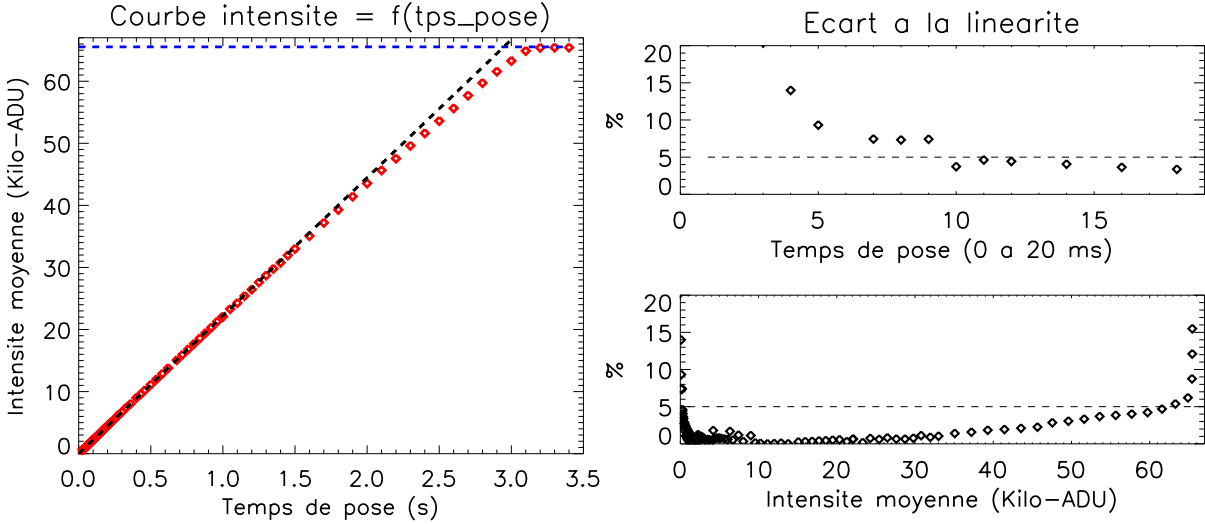 Courbe intensite = f(tps_pose)
Intensite moyenne (Kilo-ADU)
60
50
40
30
20
10
0
0.0 0.5 1.0 1.5 2.0 2.5 3.0 3.5
Temps de pose (s)
Ecart a la linearite
%
20
15
10
5
0
0 5 10 15
Temps de pose (0 a 20 ms)
%
20
15
10
5
0
0 10 20 30 40 50 60
Intensite moyenne (Kilo-ADU)